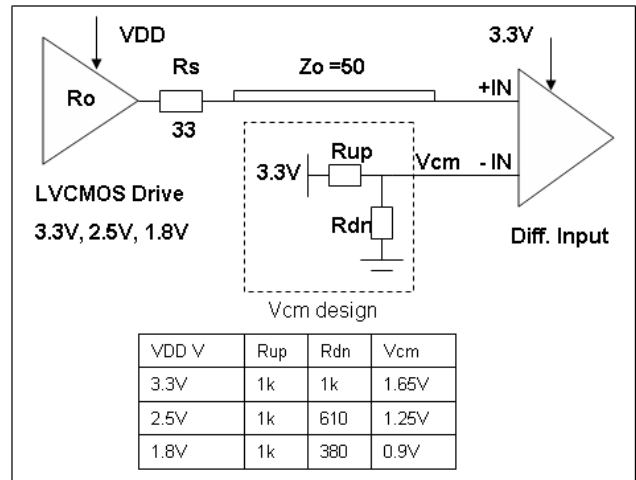 VDD
3.3V
Rs
Zo =50
+IN
Ro
33
Rup
3.3V
Vcm
- IN
LVCMOS Drive
3.3V, 2.5V, 1.8V
Rdn
Diff. Input
Vcm design
VDD V Rup Rdn Vcm
3.3V 1k 1k 1.65V
2.5V 1k 610 1.25V
1.8V 1k 380 0.9V